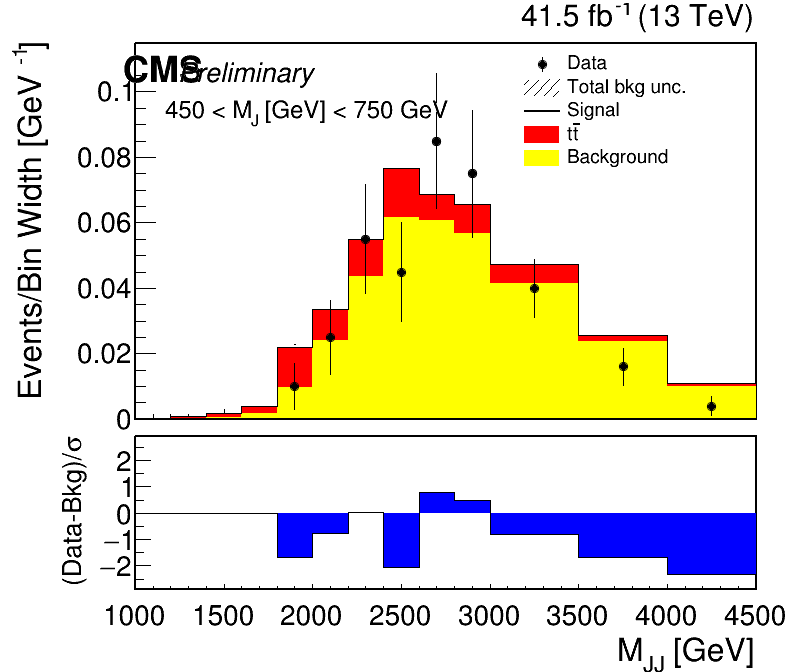 41.5 fb⁻¹ (13 TeV)
CMS Preliminary
450 < M_J [GeV] < 750 GeV
Data
Total bkg unc.
Signal
tt̄
Background
Events/Bin Width [GeV⁻¹]
0.1
0.08
0.06
0.04
0.02
0
(Data-Bkg)/σ
2
1
0
−1
−2
1000 1500 2000 2500 3000 3500 4000 4500
M_JJ [GeV]